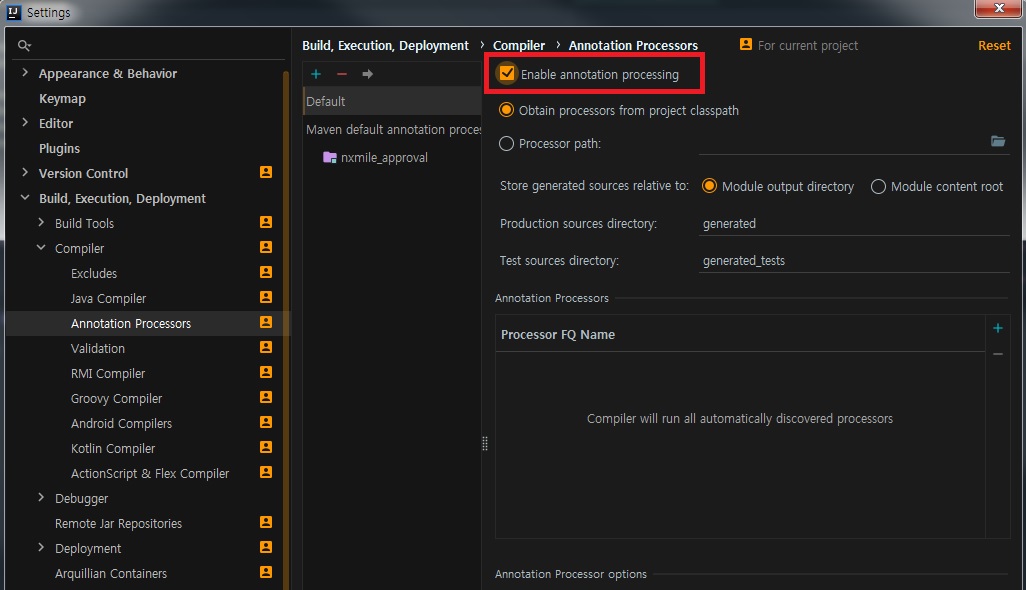 IJ Settings
Appearance & Behavior
Keymap
Editor
Plugins
Version Control
Build, Execution, Deployment
Build Tools
Compiler
Excludes
Java Compiler
Annotation Processors
Validation
RMI Compiler
Groovy Compiler
Android Compilers
Kotlin Compiler
ActionScript & Flex Compiler
Debugger
Remote Jar Repositories
Deployment
Arquillian Containers
Build, Execution, Deployment › Compiler › Annotation Processors
For current project
Reset
Default
Maven default annotation proces
nxmile_approval
Enable annotation processing
Obtain processors from project classpath
Processor path:
Store generated sources relative to: Module output directory Module content root
Production sources directory: generated
Test sources directory: generated_tests
Annotation Processors
Processor FQ Name
Compiler will run all automatically discovered processors
Annotation Processor options